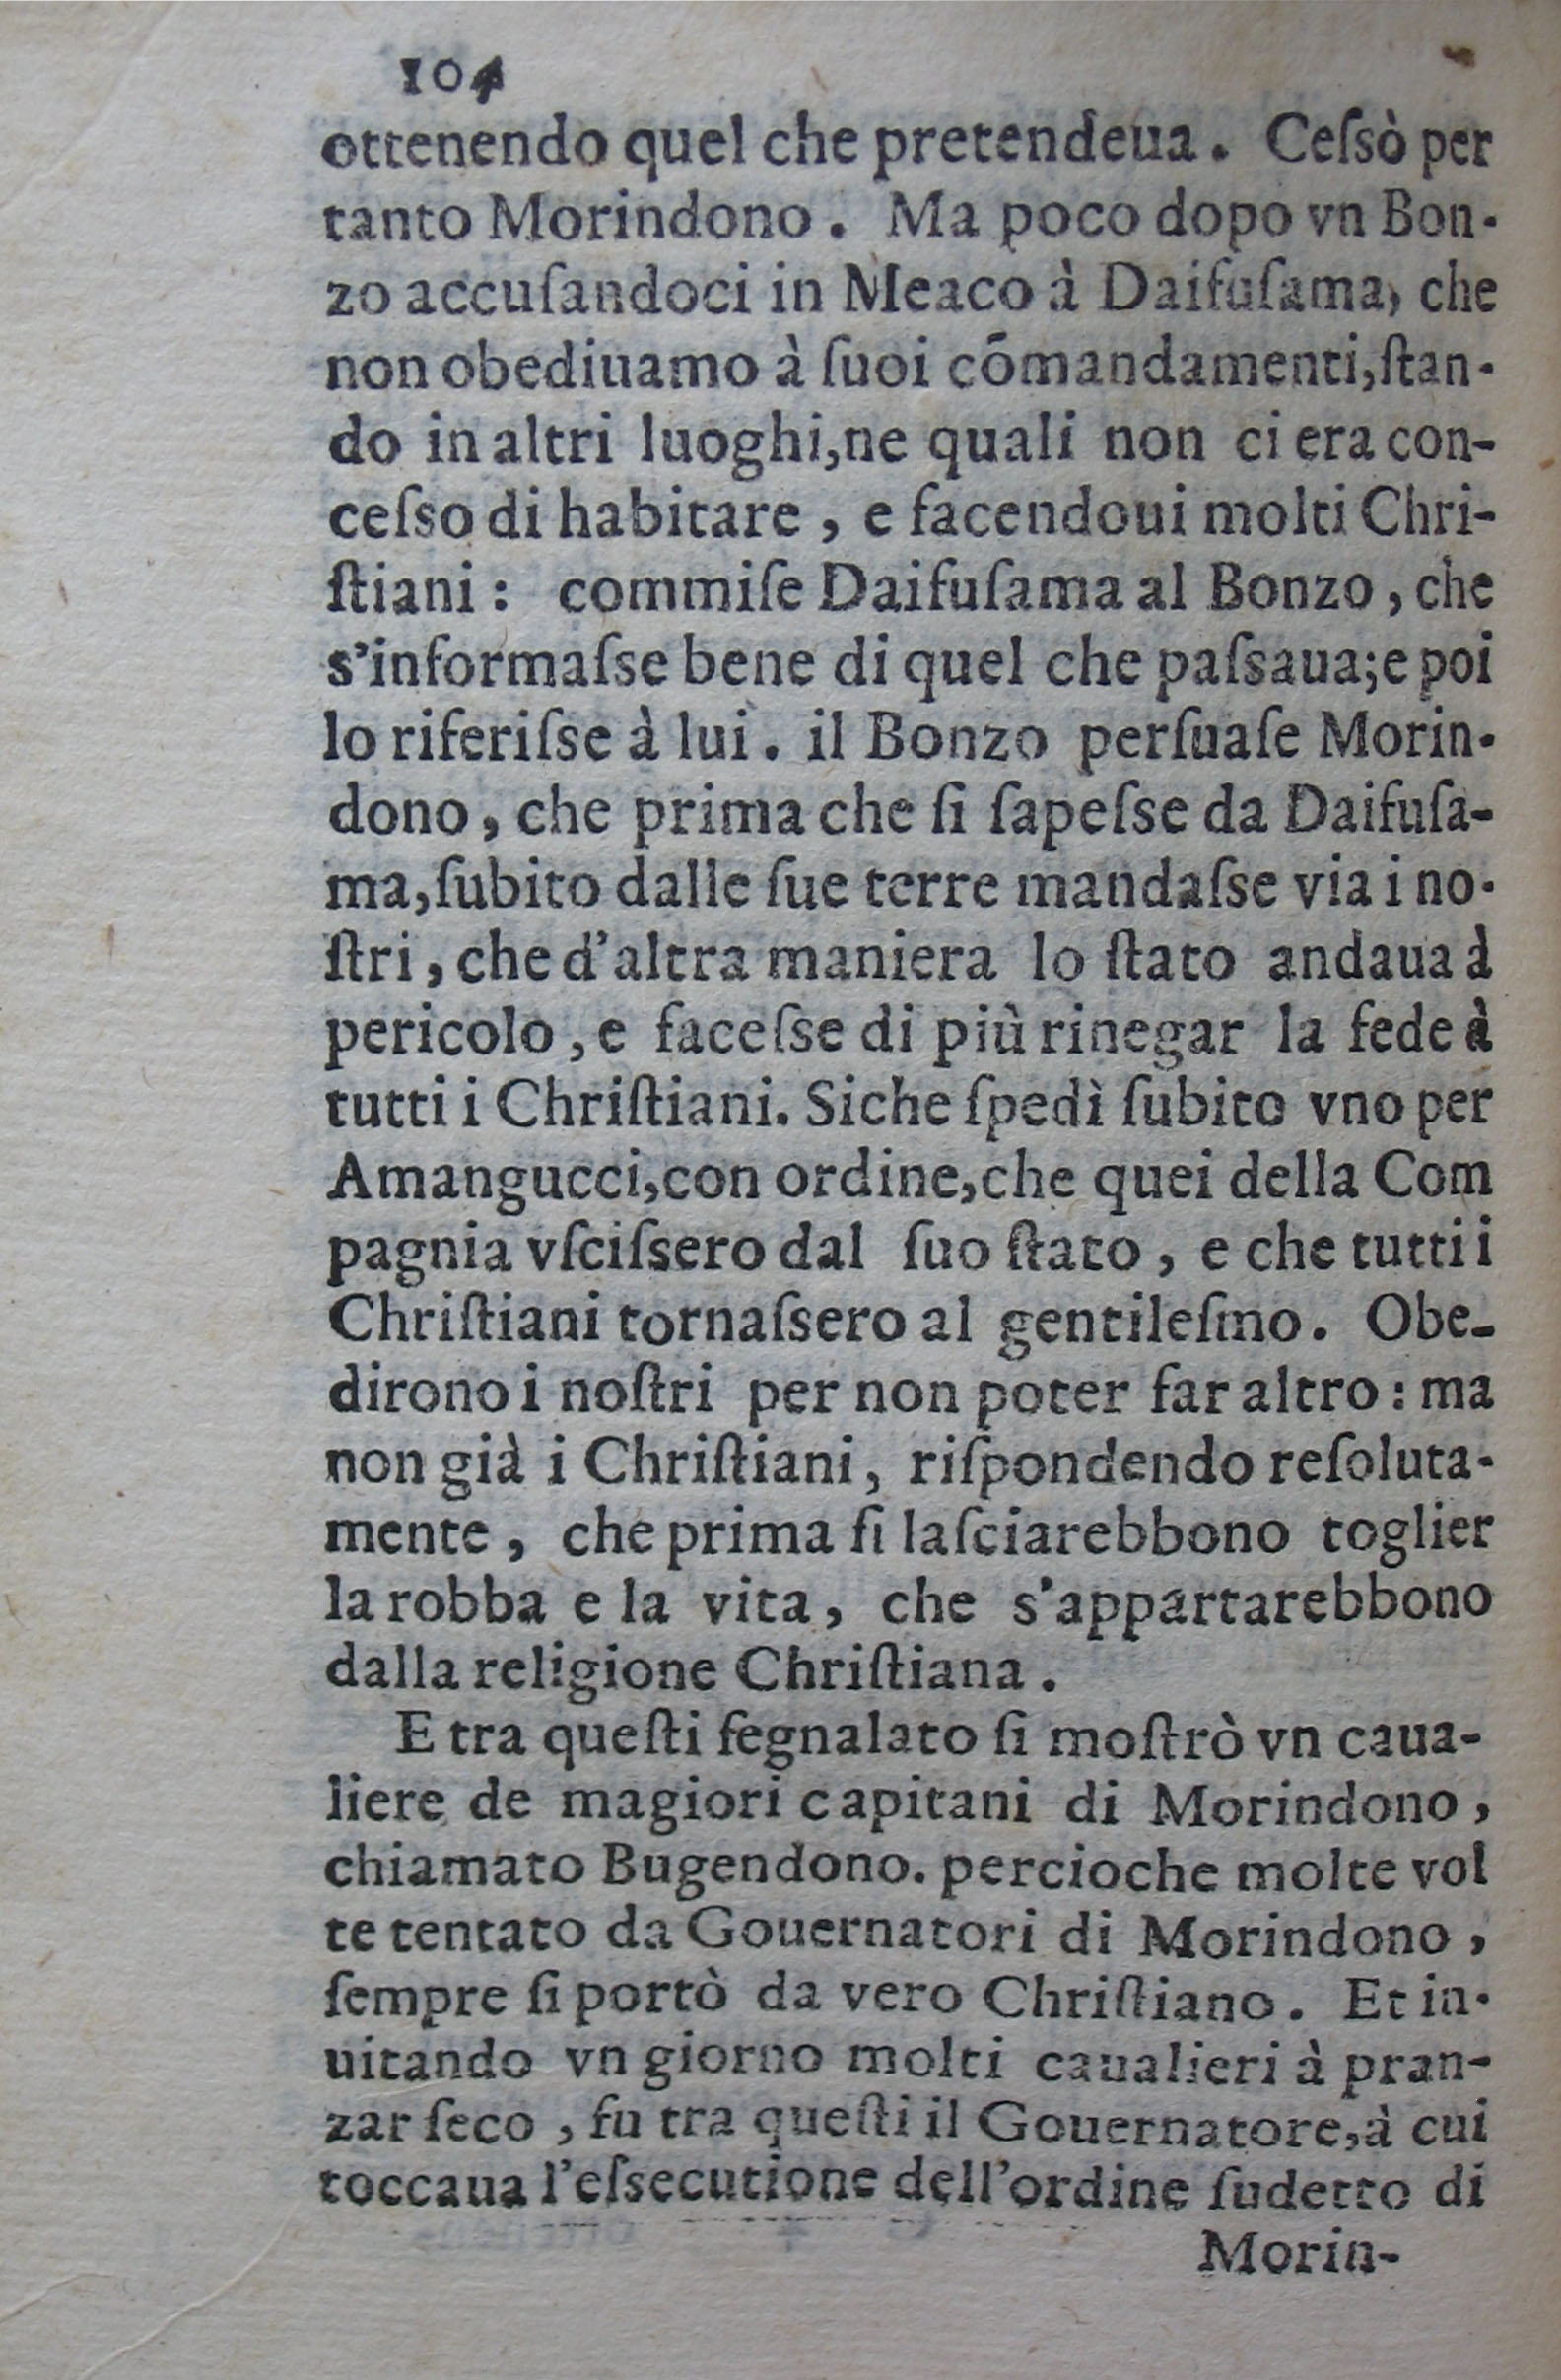 104
ottenendo quel che pretendeua. Ceſsò per
tanto Morindono. Ma poco dopo vn Bon-
zo accuſandoci in Meaco à Daifuſama, che
non obediuamo à ſuoi cōmandamenti, ſtan-
do in altri luoghi, ne quali non ci era con-
ceſso di habitare, e facendoui molti Chri-
ſtiani: commiſe Daifuſama al Bonzo, che
s'informaſse bene di quel che paſsaua; e poi
lo riferiſse à lui. il Bonzo perſuaſe Morin-
dono, che prima che ſi ſapeſse da Daifuſa-
ma, ſubito dalle ſue terre mandaſse via i no-
ſtri, che d'altra maniera lo ſtato andaua à
pericolo, e faceſse di più rinegar la fede à
tutti i Chriſtiani. Siche ſpedì ſubito vno per
Amangucci, con ordine, che quei della Com
pagnia vſciſsero dal ſuo ſtato, e che tutti i
Chriſtiani tornaſsero al gentileſmo. Obe-
dirono i noſtri per non poter far altro: ma
non già i Chriſtiani, riſpondendo reſoluta-
mente, che prima ſi laſciarebbono toglier
la robba e la vita, che s'appartarebbono
dalla religione Chriſtiana.
E tra queſti ſegnalato ſi moſtrò vn caua-
liere de magiori capitani di Morindono,
chiamato Bugendono. percioche molte vol
te tentato da Gouernatori di Morindono,
ſempre ſi portò da vero Chriſtiano. Et in-
uitando vn giorno molti caualieri à pran-
zar ſeco, fu tra queſti il Gouernatore, à cui
toccaua l'eſsecutione dell'ordine ſudetto di
Morin-